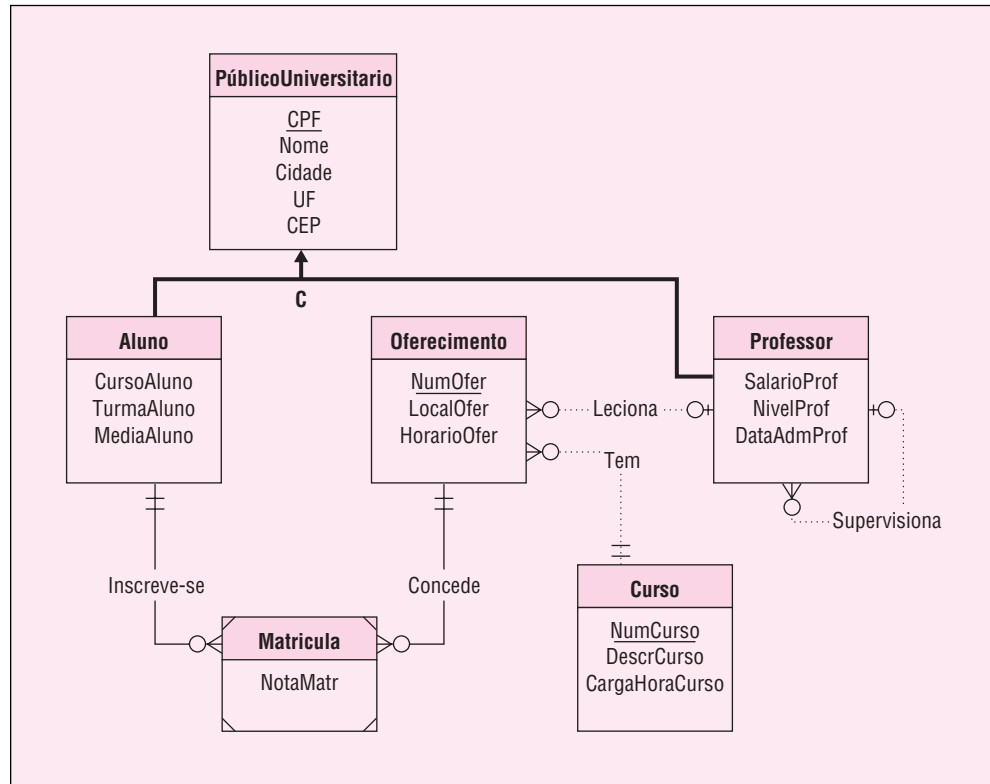 PúblicoUniversitario
CPF
Nome
Cidade
UF
CEP
C
Aluno
CursoAluno
TurmaAluno
MediaAluno
Oferecimento
NumOfer
LocalOfer
HorarioOfer
Leciona
Professor
SalarioProf
NivelProf
DataAdmProf
Tem
Supervisiona
Inscreve-se
Concede
Matricula
NotaMatr
Curso
NumCurso
DescrCurso
CargaHoraCurso